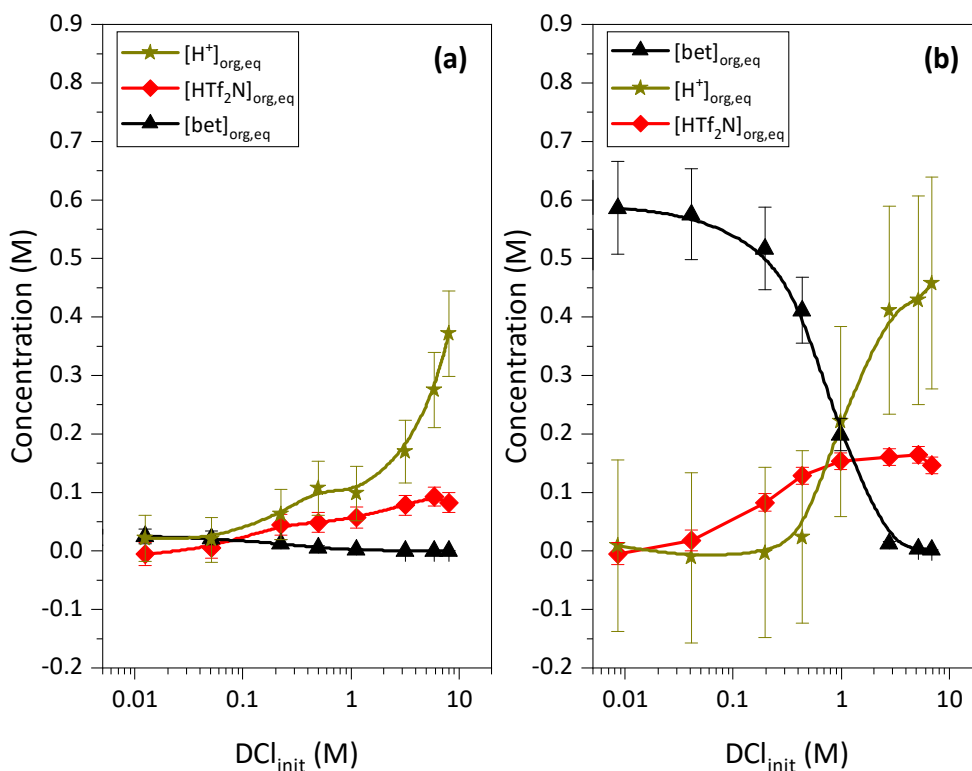 (a)
[H⁺]org,eq
[HTf₂N]org,eq
[bet]org,eq
0.9
0.8
0.7
0.6
0.5
0.4
0.3
0.2
0.1
0.0
-0.1
-0.2
Concentration (M)
0.01 0.1 1 10
DClinit (M)
(b)
[bet]org,eq
[H⁺]org,eq
[HTf₂N]org,eq
0.9
0.8
0.7
0.6
0.5
0.4
0.3
0.2
0.1
0.0
-0.1
-0.2
Concentration (M)
0.01 0.1 1 10
DClinit (M)